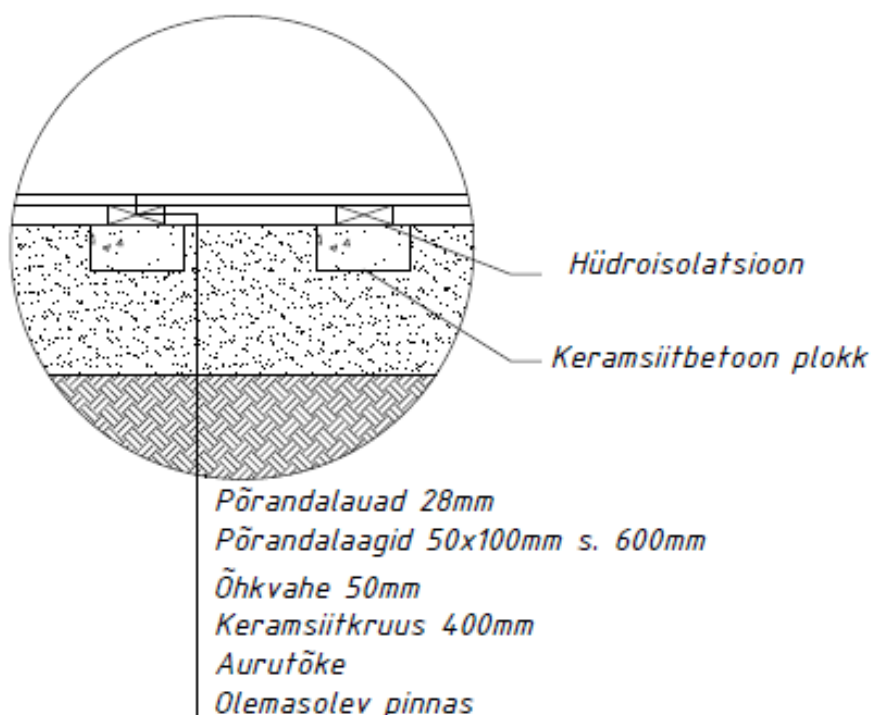 Hüdroisolatsioon
Keramsiitbetoon plokk
Põrandalauad 28mm
Põrandalaagid 50x100mm s. 600mm
Õhkvahe 50mm
Keramsiitkruus 400mm
Aurutõke
Olemasolev pinnas